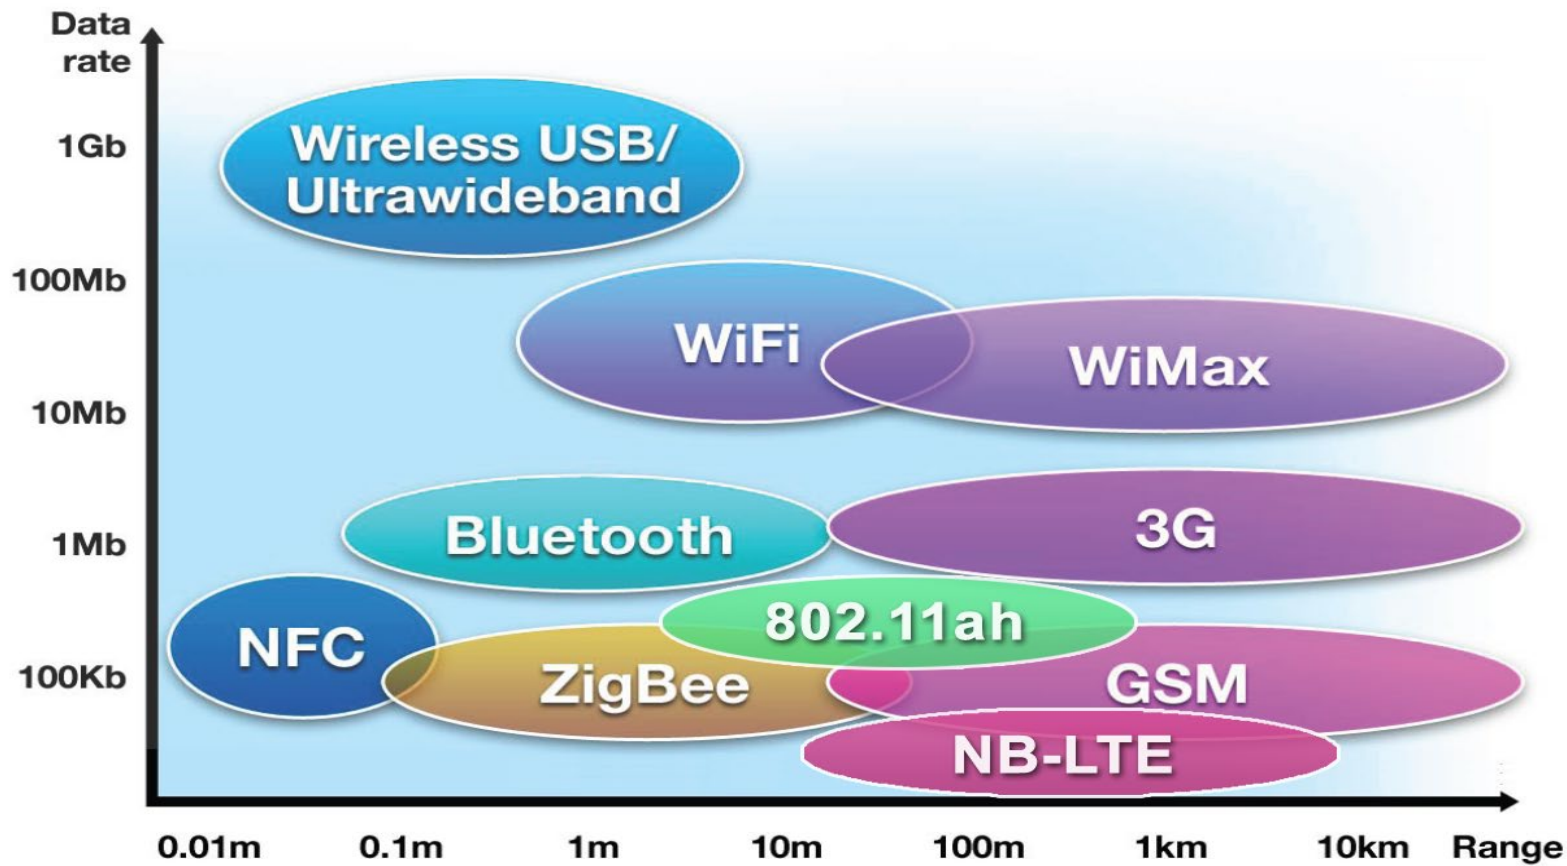 Data
rate
1Gb
Wireless USB/
Ultrawideband
100Mb
WiFi
WiMax
10Mb
Bluetooth
3G
1Mb
802.11ah
NFC
ZigBee
GSM
100Kb
NB-LTE
0.01m 0.1m 1m 10m 100m 1km 10km Range